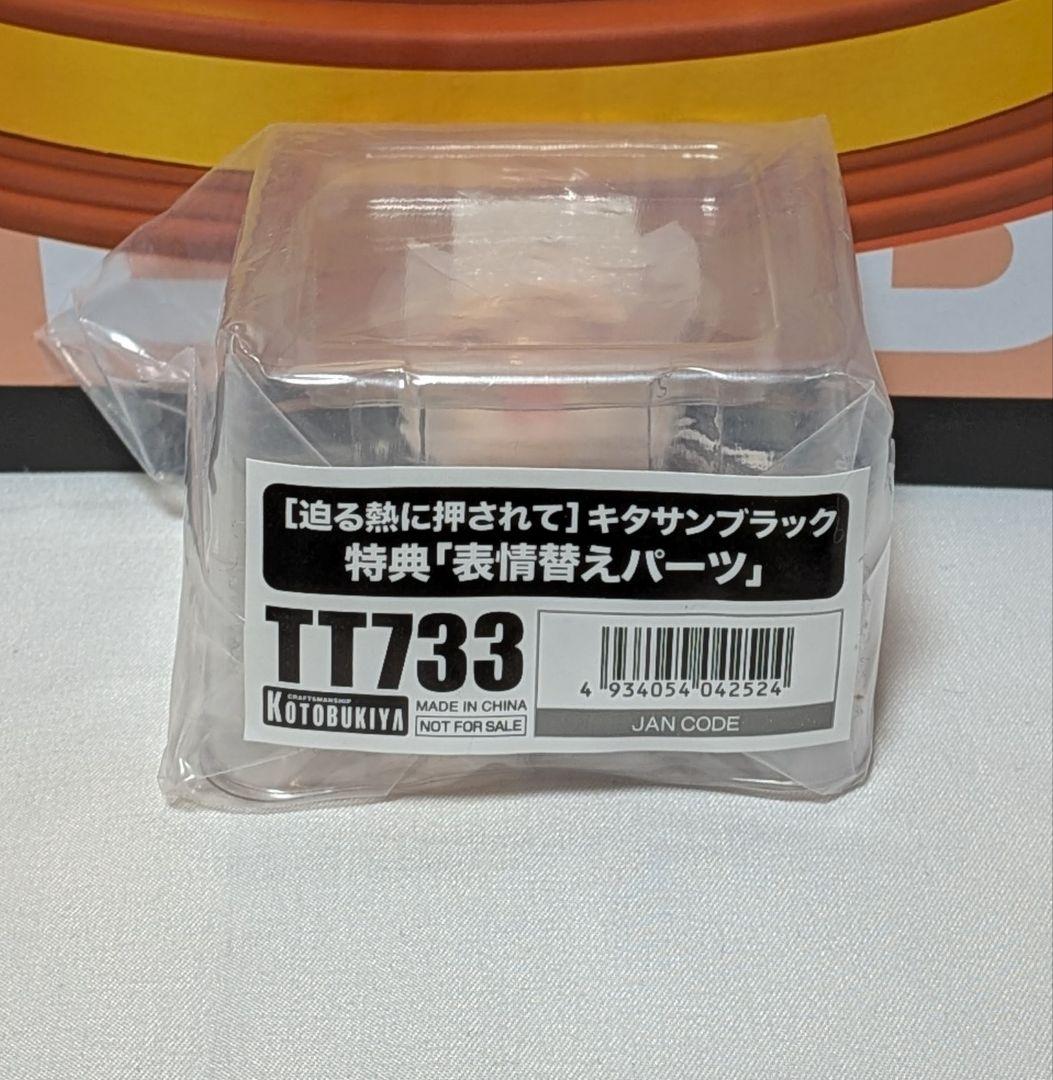 [迫る熱に押されて]キタサンブラック
特典「表情替えパーツ」
TT733
CRAFTSMANSHIP
KOTOBUKIYA
MADE IN CHINA
NOT FOR SALE
4 934054 042524
JAN CODE